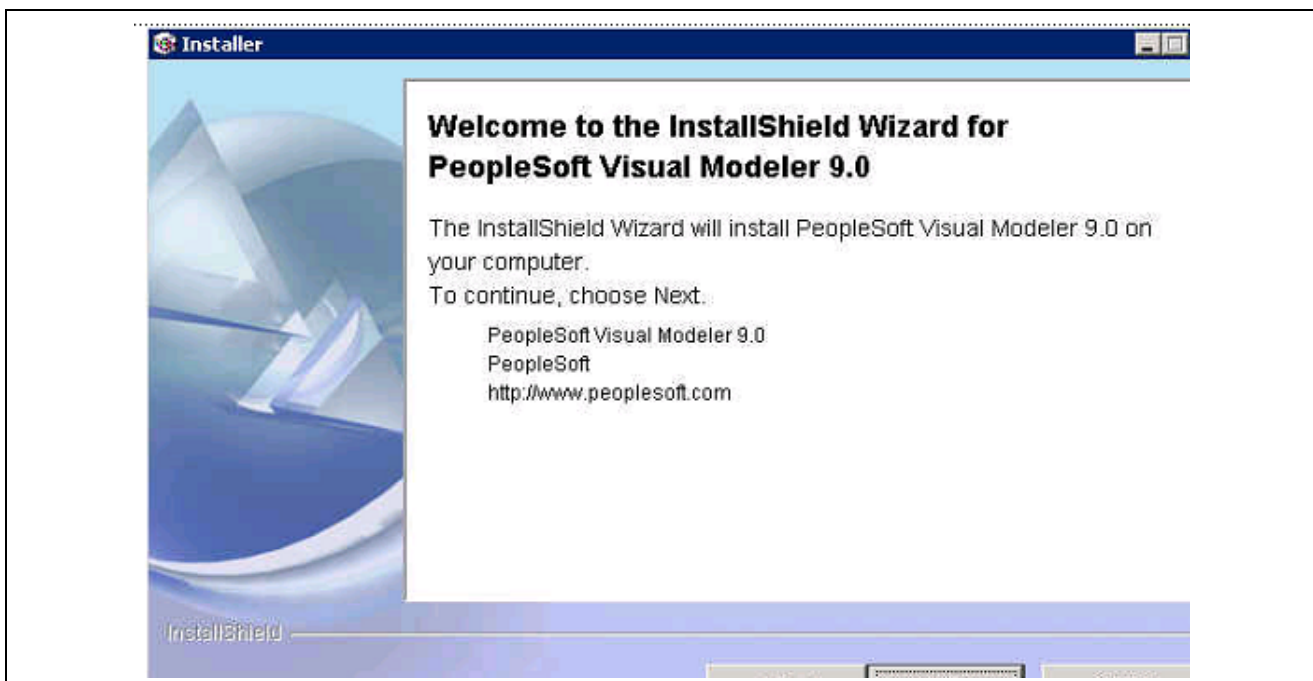 Installer
Welcome to the InstallShield Wizard for
PeopleSoft Visual Modeler 9.0
The InstallShield Wizard will install PeopleSoft Visual Modeler 9.0 on
your computer.
To continue, choose Next.
PeopleSoft Visual Modeler 9.0
PeopleSoft
http://www.peoplesoft.com
InstallShield